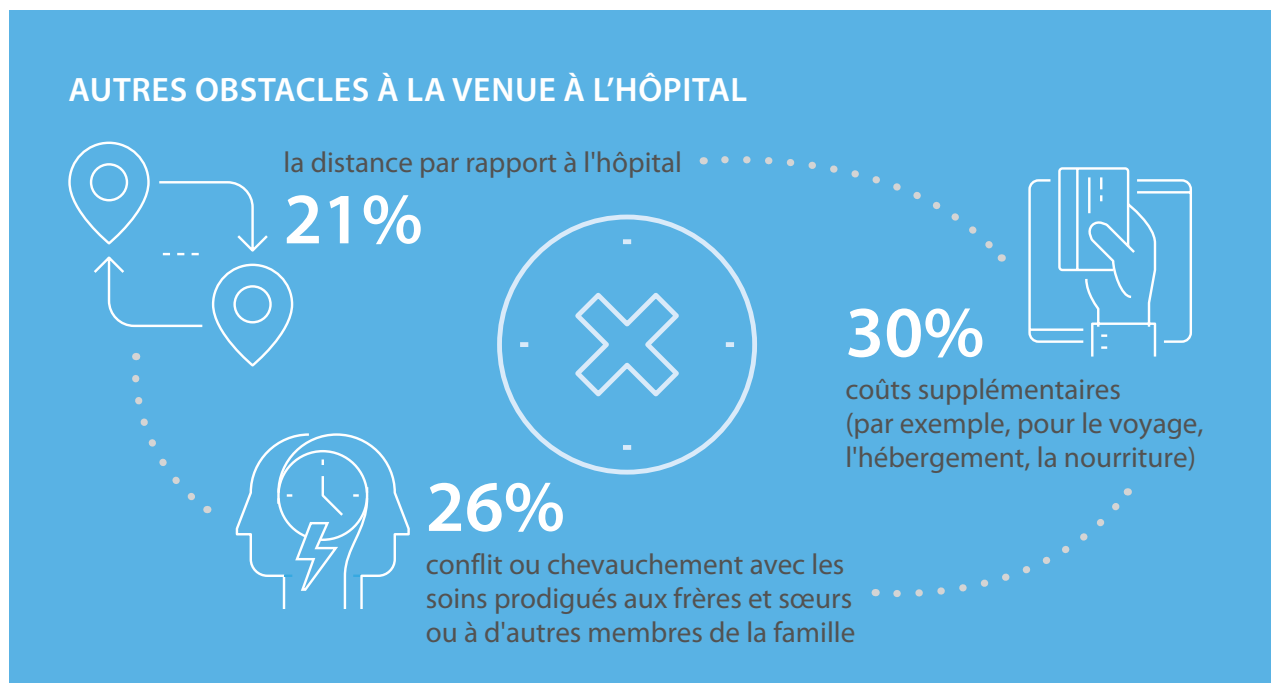 AUTRES OBSTACLES À LA VENUE À L'HÔPITAL
la distance par rapport à l'hôpital
21%
30%
coûts supplémentaires
(par exemple, pour le voyage,
l'hébergement, la nourriture)
26%
conflit ou chevauchement avec les
soins prodigués aux frères et sœurs
ou à d'autres membres de la famille